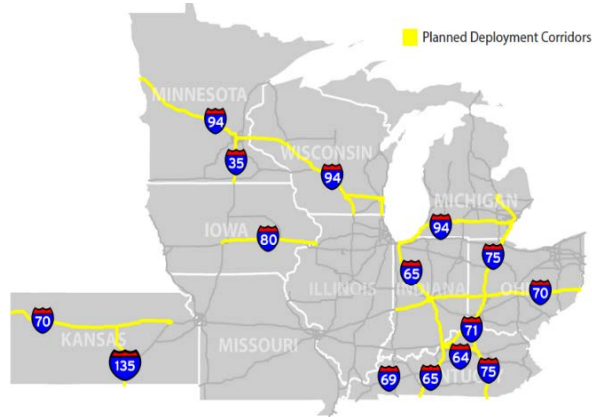 Planned Deployment Corridors
MINNESOTA
94
35
WISCONSIN
94
MICHIGAN
94
IOWA
80
75
65
ILLINOIS
INDIANA
OHIO
70
70
KANSAS
MISSOURI
71
64
135
69
65
KENTUCKY
75